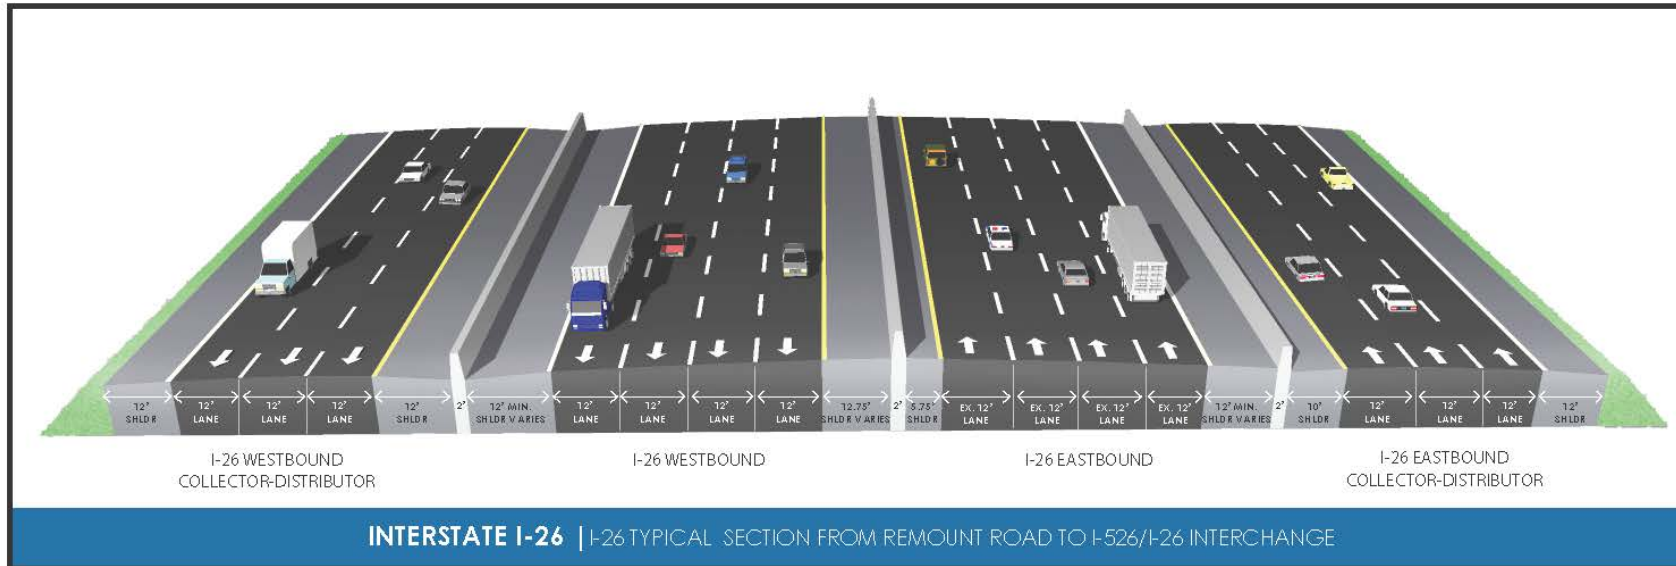 12' 12' 12' 12' 12' 2' 12' MIN. 12' 12' 12' 12' 12.75' 2' 5.75' EX. 12' EX. 12' EX. 12' EX. 12' 12' MIN. 2' 10' 12' 12' 12' 12'
SHLDR LANE LANE LANE SHLDR SHLDR VARIES LANE LANE LANE LANE SHLDR VARIES SHLDR LANE LANE LANE LANE SHLDR VARIES SHLDR LANE LANE LANE SHLDR
I-26 WESTBOUND
COLLECTOR-DISTRIBUTOR
I-26 WESTBOUND
I-26 EASTBOUND
I-26 EASTBOUND
COLLECTOR-DISTRIBUTOR
INTERSTATE I-26 | I-26 TYPICAL SECTION FROM REMOUNT ROAD TO I-526/I-26 INTERCHANGE